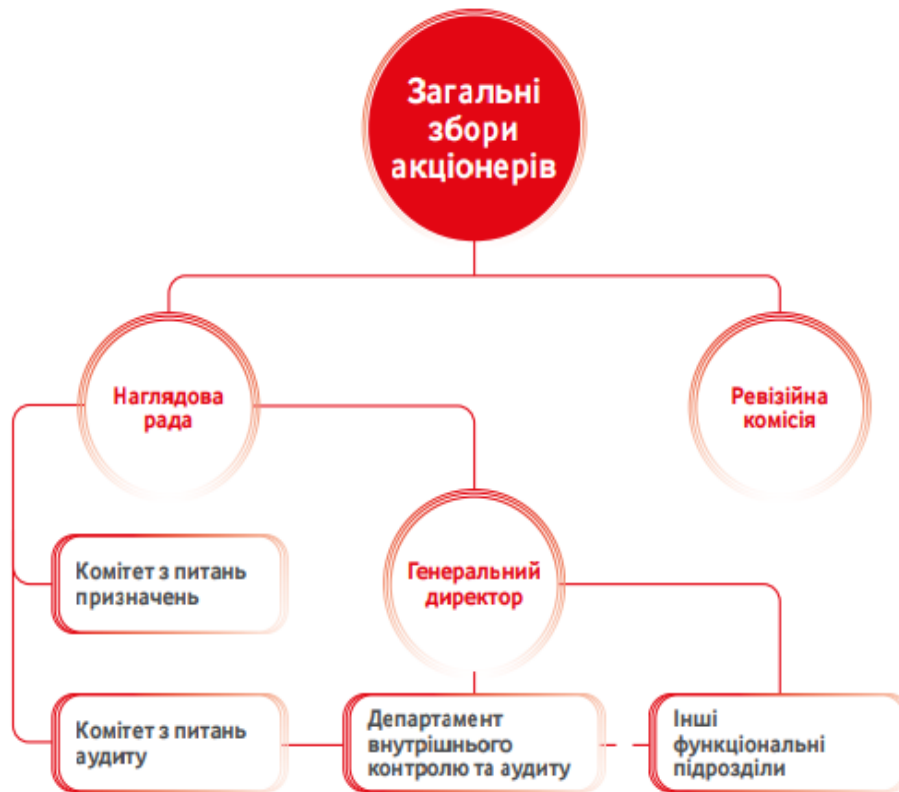 Загальні
збори
акціонерів
Наглядова
рада
Ревізійна
комісія
Комітет з питань
призначень
Генеральний
директор
Комітет з питань
аудиту
Департамент
внутрішнього
контролю та аудиту
Інші
функціональні
підрозділи